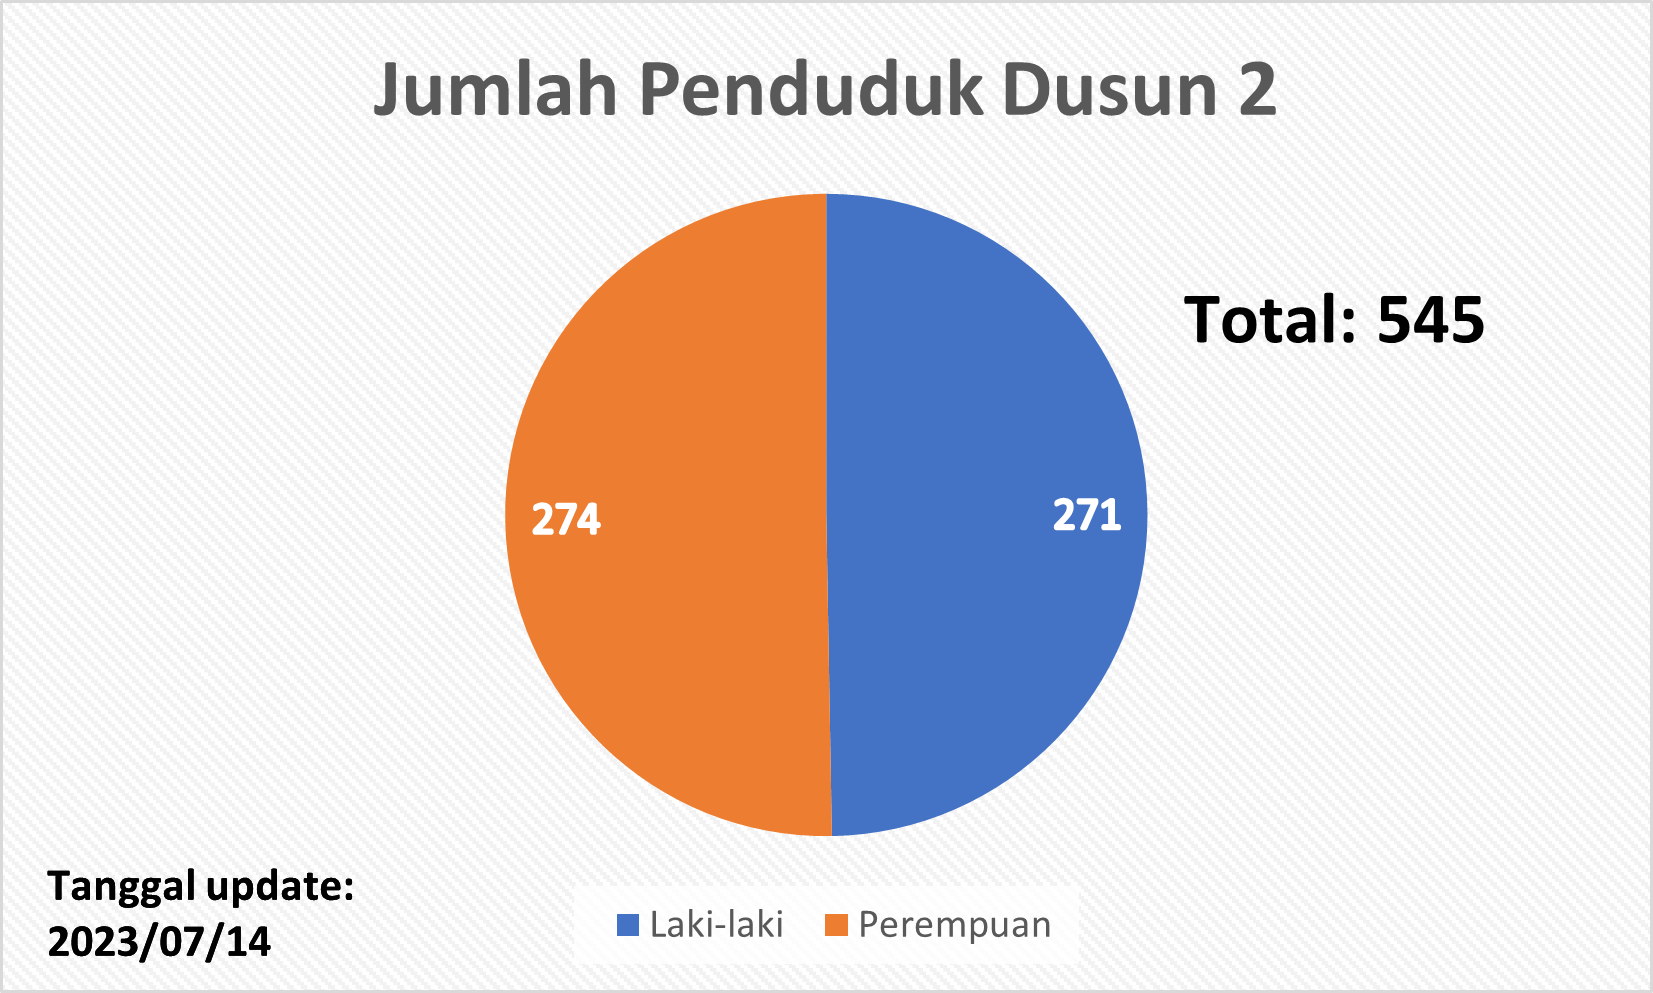 Jumlah Penduduk Dusun 2
Total: 545
274
271
Tanggal update:
2023/07/14
Laki-laki
Perempuan